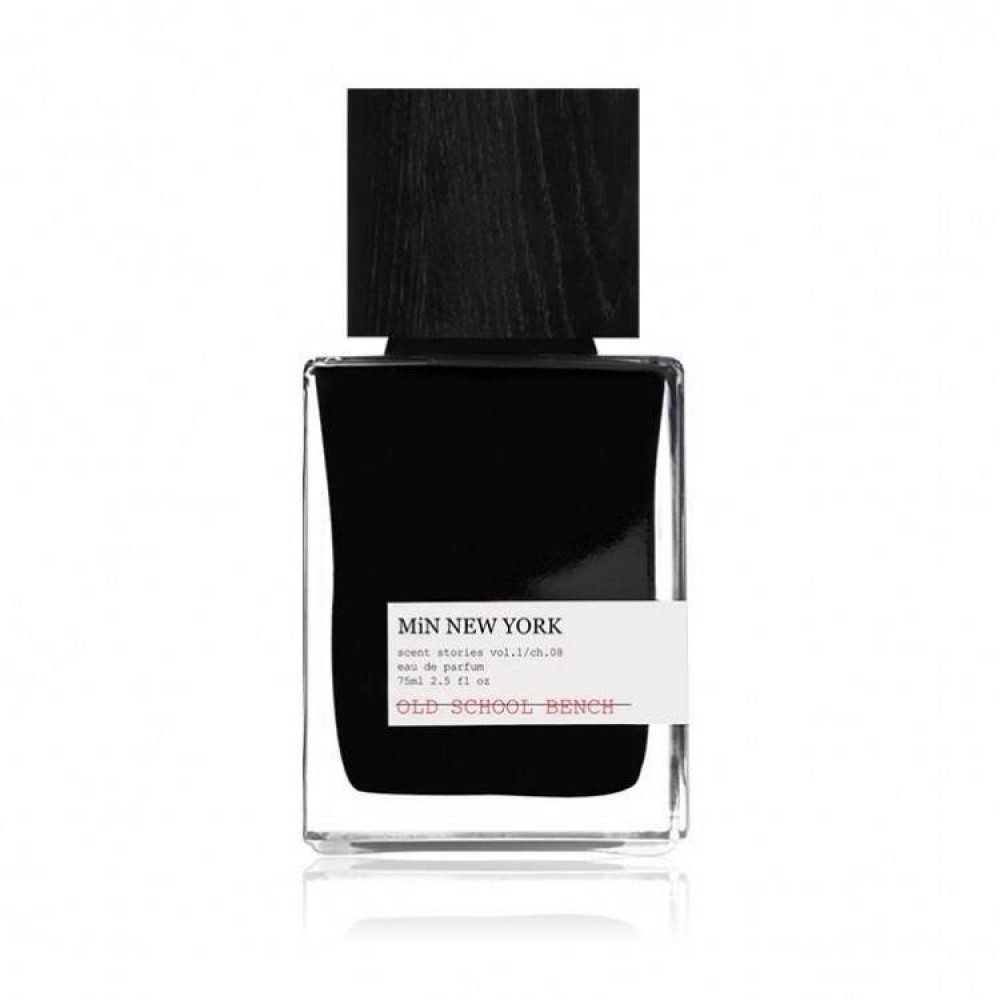 MiN NEW YORK
scent stories vol.1/ch.08
eau de parfum
75ml 2.5 fl oz
OLD SCHOOL BENCH